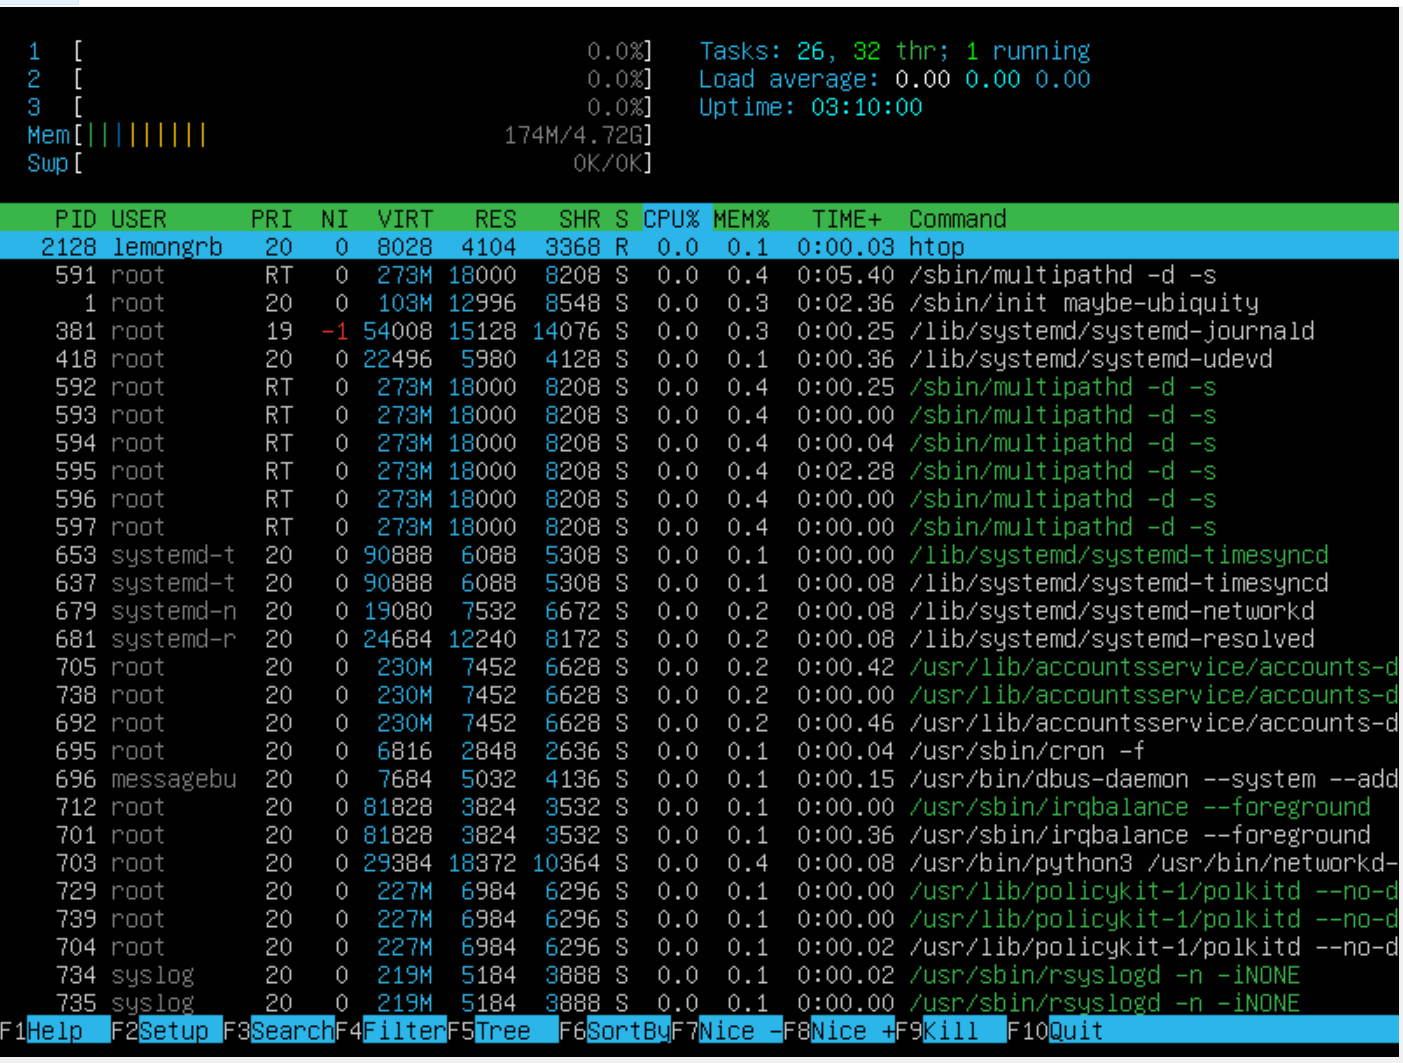 1 [ 0.0%] Tasks: 26, 32 thr; 1 running
2 [ 0.0%] Load average: 0.00 0.00 0.00
3 [ 0.0%] Uptime: 03:10:00
Mem[|||||||||| 174M/4.72G]
Swp[ 0K/0K]
PID USER PRI NI VIRT RES SHR S CPU% MEM% TIME+ Command
2128 lemongrb 20 0 8028 4104 3368 R 0.0 0.1 0:00.03 htop
591 root RT 0 273M 18000 8208 S 0.0 0.4 0:05.40 /sbin/multipathd -d -s
1 root 20 0 103M 12996 8548 S 0.0 0.3 0:02.36 /sbin/init maybe-ubiquity
381 root 19 -1 54008 15128 14076 S 0.0 0.3 0:00.25 /lib/systemd/systemd-journald
418 root 20 0 22496 5980 4128 S 0.0 0.1 0:00.36 /lib/systemd/systemd-udevd
592 root RT 0 273M 18000 8208 S 0.0 0.4 0:00.25 /sbin/multipathd -d -s
593 root RT 0 273M 18000 8208 S 0.0 0.4 0:00.00 /sbin/multipathd -d -s
594 root RT 0 273M 18000 8208 S 0.0 0.4 0:00.04 /sbin/multipathd -d -s
595 root RT 0 273M 18000 8208 S 0.0 0.4 0:02.28 /sbin/multipathd -d -s
596 root RT 0 273M 18000 8208 S 0.0 0.4 0:00.00 /sbin/multipathd -d -s
597 root RT 0 273M 18000 8208 S 0.0 0.4 0:00.00 /sbin/multipathd -d -s
653 systemd-t 20 0 90888 6088 5308 S 0.0 0.1 0:00.00 /lib/systemd/systemd-timesyncd
637 systemd-t 20 0 90888 6088 5308 S 0.0 0.1 0:00.08 /lib/systemd/systemd-timesyncd
679 systemd-n 20 0 19080 7532 6672 S 0.0 0.2 0:00.08 /lib/systemd/systemd-networkd
681 systemd-r 20 0 24684 12240 8172 S 0.0 0.2 0:00.08 /lib/systemd/systemd-resolved
705 root 20 0 230M 7452 6628 S 0.0 0.2 0:00.42 /usr/lib/accountsservice/accounts-d
738 root 20 0 230M 7452 6628 S 0.0 0.2 0:00.00 /usr/lib/accountsservice/accounts-d
692 root 20 0 230M 7452 6628 S 0.0 0.2 0:00.46 /usr/lib/accountsservice/accounts-d
695 root 20 0 6816 2848 2636 S 0.0 0.1 0:00.04 /usr/sbin/cron -f
696 messagebu 20 0 7684 5032 4136 S 0.0 0.1 0:00.15 /usr/bin/dbus-daemon --system --add
712 root 20 0 81828 3824 3532 S 0.0 0.1 0:00.00 /usr/sbin/irqbalance --foreground
701 root 20 0 81828 3824 3532 S 0.0 0.1 0:00.36 /usr/sbin/irqbalance --foreground
703 root 20 0 29384 18372 10364 S 0.0 0.4 0:00.08 /usr/bin/python3 /usr/bin/networkd-
729 root 20 0 227M 6984 6296 S 0.0 0.1 0:00.00 /usr/lib/policykit-1/polkitd --no-d
739 root 20 0 227M 6984 6296 S 0.0 0.1 0:00.00 /usr/lib/policykit-1/polkitd --no-d
704 root 20 0 227M 6984 6296 S 0.0 0.1 0:00.02 /usr/lib/policykit-1/polkitd --no-d
734 syslog 20 0 219M 5184 3888 S 0.0 0.1 0:00.02 /usr/sbin/rsyslogd -n -iNONE
735 syslog 20 0 219M 5184 3888 S 0.0 0.1 0:00.00 /usr/sbin/rsyslogd -n -iNONE
F1Help F2Setup F3SearchF4FilterF5Tree F6SortByF7Nice -F8Nice +F9Kill F10Quit